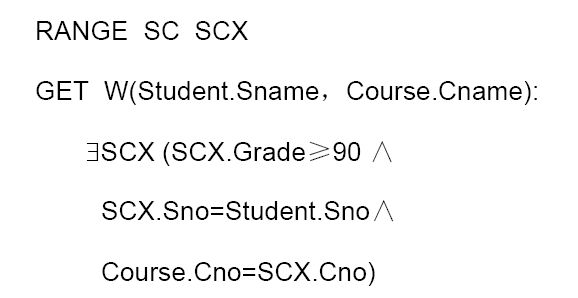 RANGE SC SCX
GET W(Student.Sname，Course.Cname):
∃SCX (SCX.Grade≥90 ∧
SCX.Sno=Student.Sno∧
Course.Cno=SCX.Cno)